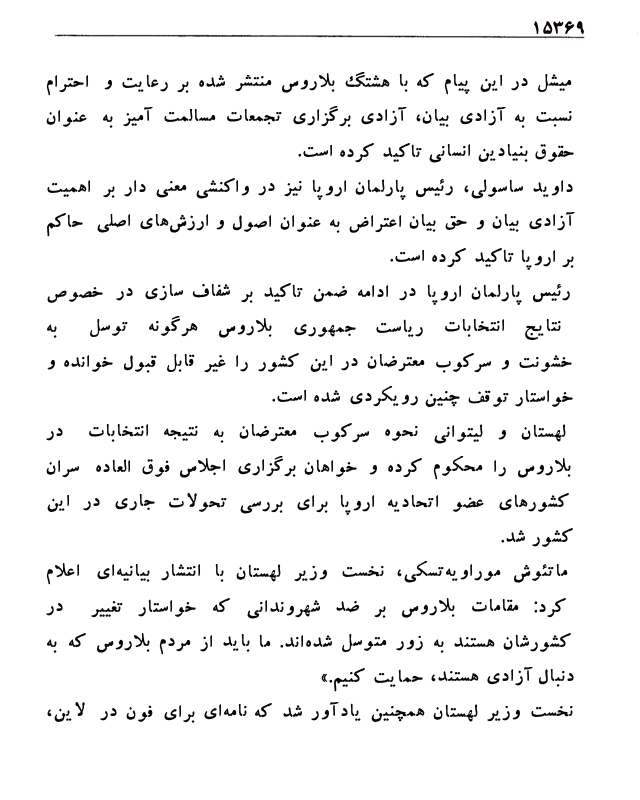 ۱۵۳۶۹
میشل در این پیام که با هشتگ بلاروس منتشر شده بر رعایت و احترام
نسبت به آزادی بیان، آزادی برگزاری تجمعات مسالمت آمیز به عنوان
حقوق بنیادین انسانی تاکید کرده است.
داوید ساسولی، رئیس پارلمان اروپا نیز در واکنشی معنی دار بر اهمیت
آزادی بیان و حق بیان اعتراض به عنوان اصول و ارزش‌های اصلی حاکم
بر اروپا تاکید کرده است.
رئیس پارلمان اروپا در ادامه ضمن تاکید بر شفاف سازی در خصوص
نتایج انتخابات ریاست جمهوری بلاروس هرگونه توسل به
خشونت و سرکوب معترضان در این کشور را غیر قابل قبول خوانده و
خواستار توقف چنین رویکردی شده است.
لهستان و لیتوانی نحوه سرکوب معترضان به نتیجه انتخابات در
بلاروس را محکوم کرده و خواهان برگزاری اجلاس فوق العاده سران
کشورهای عضو اتحادیه اروپا برای بررسی تحولات جاری در این
کشور شد.
ماتئوش موراویه‌تسکی، نخست وزیر لهستان با انتشار بیانیه‌ای اعلام
کرد: مقامات بلاروس بر ضد شهروندانی که خواستار تغییر در
کشورشان هستند به زور متوسل شده‌اند. ما باید از مردم بلاروس که به
دنبال آزادی هستند، حمایت کنیم.»
نخست وزیر لهستان همچنین یادآور شد که نامه‌ای برای فون در لاین،